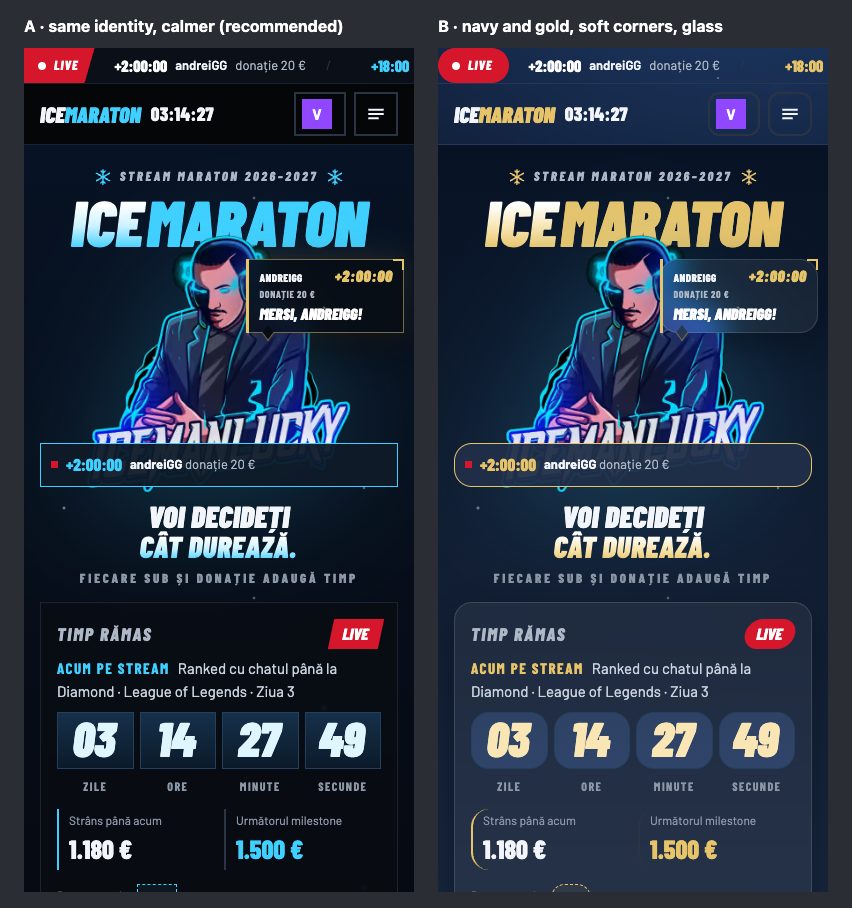 A · same identity, calmer (recommended)
LIVE +2:00:00 andreiGG donație 20 € / +18:00
ICEMARATON 03:14:27 V
STREAM MARATON 2026-2027
ICEMARATON
ANDREIGG +2:00:00
DONAȚIE 20 €
MERSI, ANDREIGG!
ICEMANLUCKY
+2:00:00 andreiGG donație 20 €
VOI DECIDEȚI
CÂT DUREAZĂ.
FIECARE SUB ȘI DONAȚIE ADAUGĂ TIMP
TIMP RĂMAS LIVE
ACUM PE STREAM Ranked cu chatul până la
Diamond · League of Legends · Ziua 3
03 14 27 49
ZILE ORE MINUTE SECUNDE
Strâns până acum Următorul milestone
1.180 € 1.500 €
B · navy and gold, soft corners, glass
LIVE +2:00:00 andreiGG donație 20 € +18:00
ICEMARATON 03:14:27 V
STREAM MARATON 2026-2027
ICEMARATON
ANDREIGG +2:00:00
DONAȚIE 20 €
MERSI, ANDREIGG!
ICEMANLUCKY
+2:00:00 andreiGG donație 20 €
VOI DECIDEȚI
CÂT DUREAZĂ.
FIECARE SUB ȘI DONAȚIE ADAUGĂ TIMP
TIMP RĂMAS LIVE
ACUM PE STREAM Ranked cu chatul până la
Diamond · League of Legends · Ziua 3
03 14 27 49
ZILE ORE MINUTE SECUNDE
Strâns până acum Următorul milestone
1.180 € 1.500 €